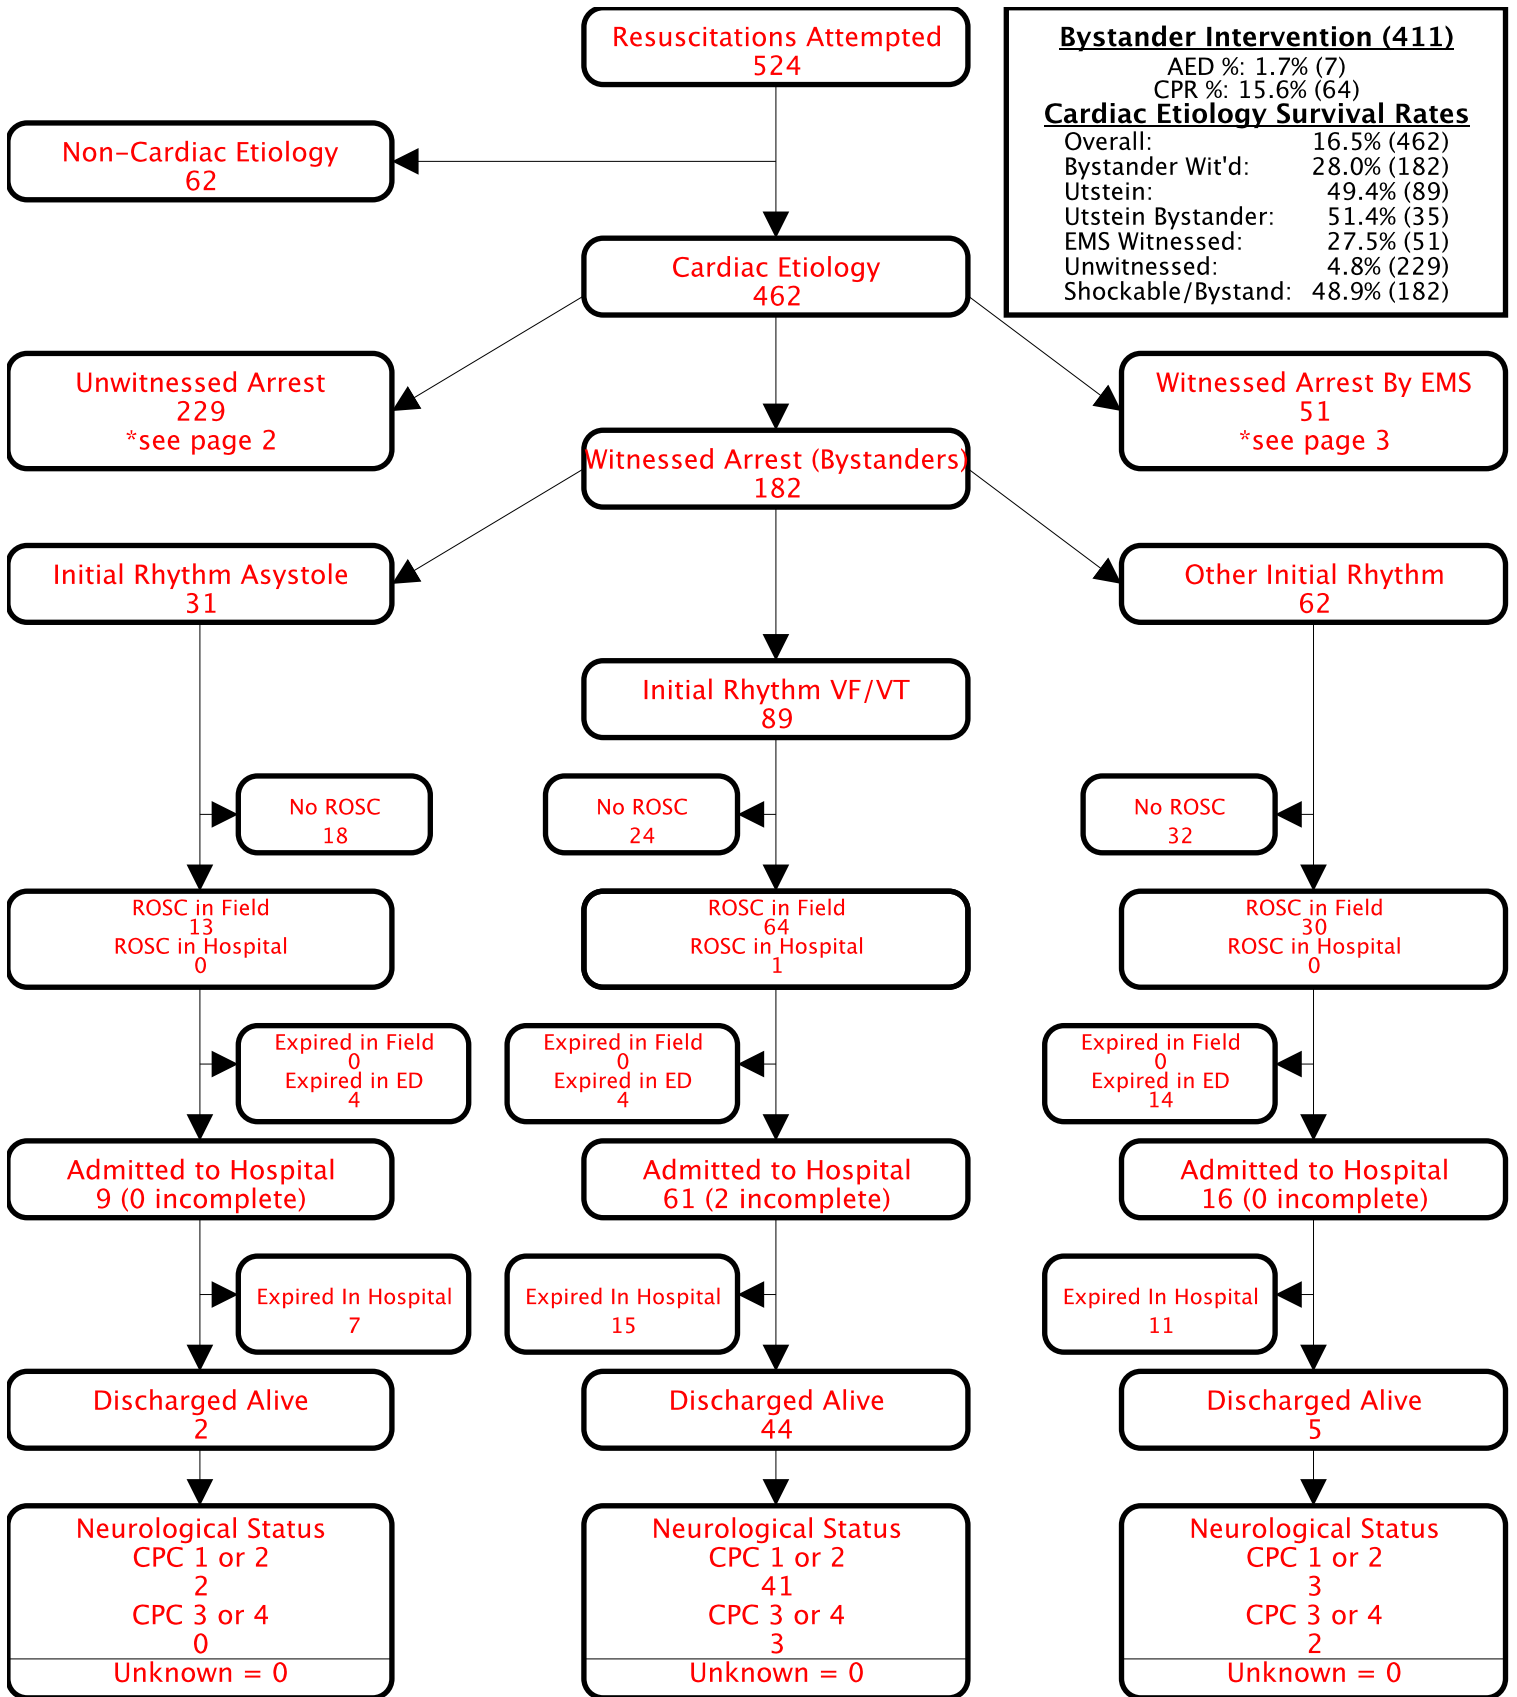 Resuscitations Attempted
524
Bystander Intervention (411)
AED %: 1.7% (7)
CPR %: 15.6% (64)
Cardiac Etiology Survival Rates
Overall: 16.5% (462)
Bystander Wit'd: 28.0% (182)
Utstein: 49.4% (89)
Utstein Bystander: 51.4% (35)
EMS Witnessed: 27.5% (51)
Unwitnessed: 4.8% (229)
Shockable/Bystand: 48.9% (182)
Non-Cardiac Etiology
62
Cardiac Etiology
462
Unwitnessed Arrest
229
*see page 2
Witnessed Arrest (Bystanders)
182
Witnessed Arrest By EMS
51
*see page 3
Initial Rhythm Asystole
31
Initial Rhythm VF/VT
89
Other Initial Rhythm
62
No ROSC
18
No ROSC
24
No ROSC
32
ROSC in Field
13
ROSC in Hospital
0
ROSC in Field
64
ROSC in Hospital
1
ROSC in Field
30
ROSC in Hospital
0
Expired in Field
0
Expired in ED
4
Expired in Field
0
Expired in ED
4
Expired in Field
0
Expired in ED
14
Admitted to Hospital
9 (0 incomplete)
Admitted to Hospital
61 (2 incomplete)
Admitted to Hospital
16 (0 incomplete)
Expired In Hospital
7
Expired In Hospital
15
Expired In Hospital
11
Discharged Alive
2
Discharged Alive
44
Discharged Alive
5
Neurological Status
CPC 1 or 2
2
CPC 3 or 4
0
Unknown = 0
Neurological Status
CPC 1 or 2
41
CPC 3 or 4
3
Unknown = 0
Neurological Status
CPC 1 or 2
3
CPC 3 or 4
2
Unknown = 0